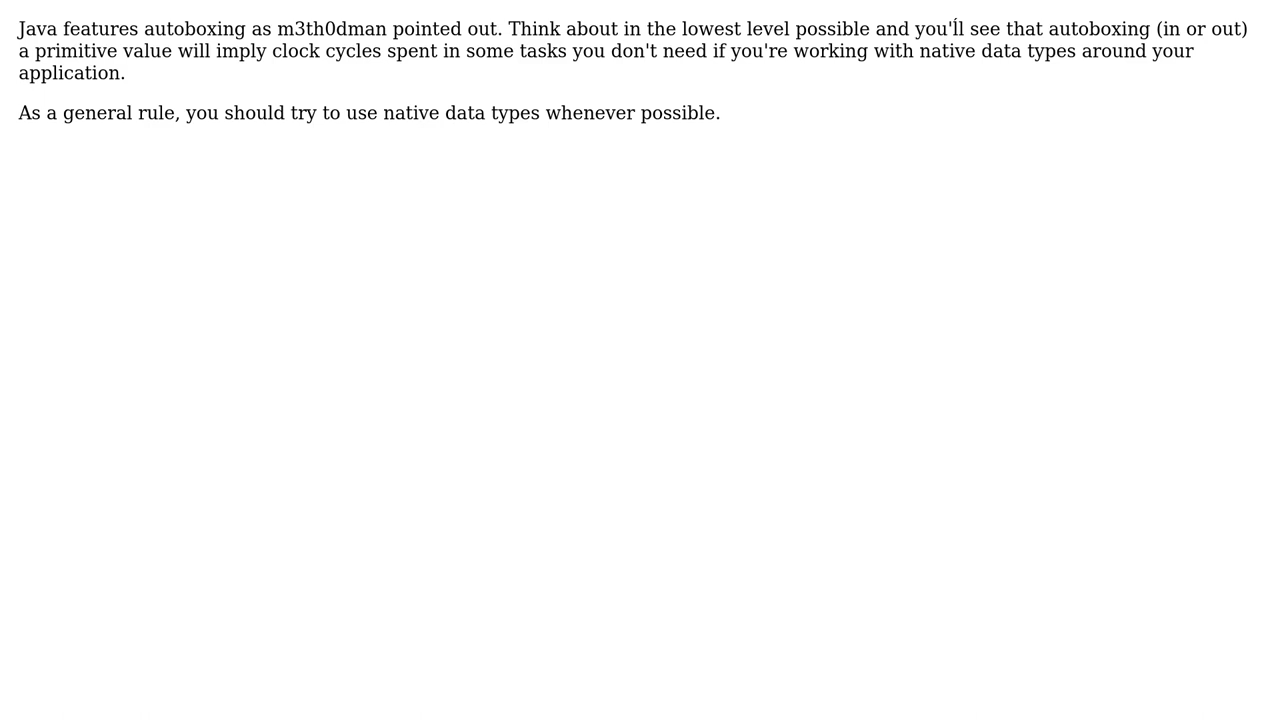 Java features autoboxing as m3th0dman pointed out. Think about in the lowest level possible and you'Íl see that autoboxing (in or out)
a primitive value will imply clock cycles spent in some tasks you don't need if you're working with native data types around your
application.
As a general rule, you should try to use native data types whenever possible.